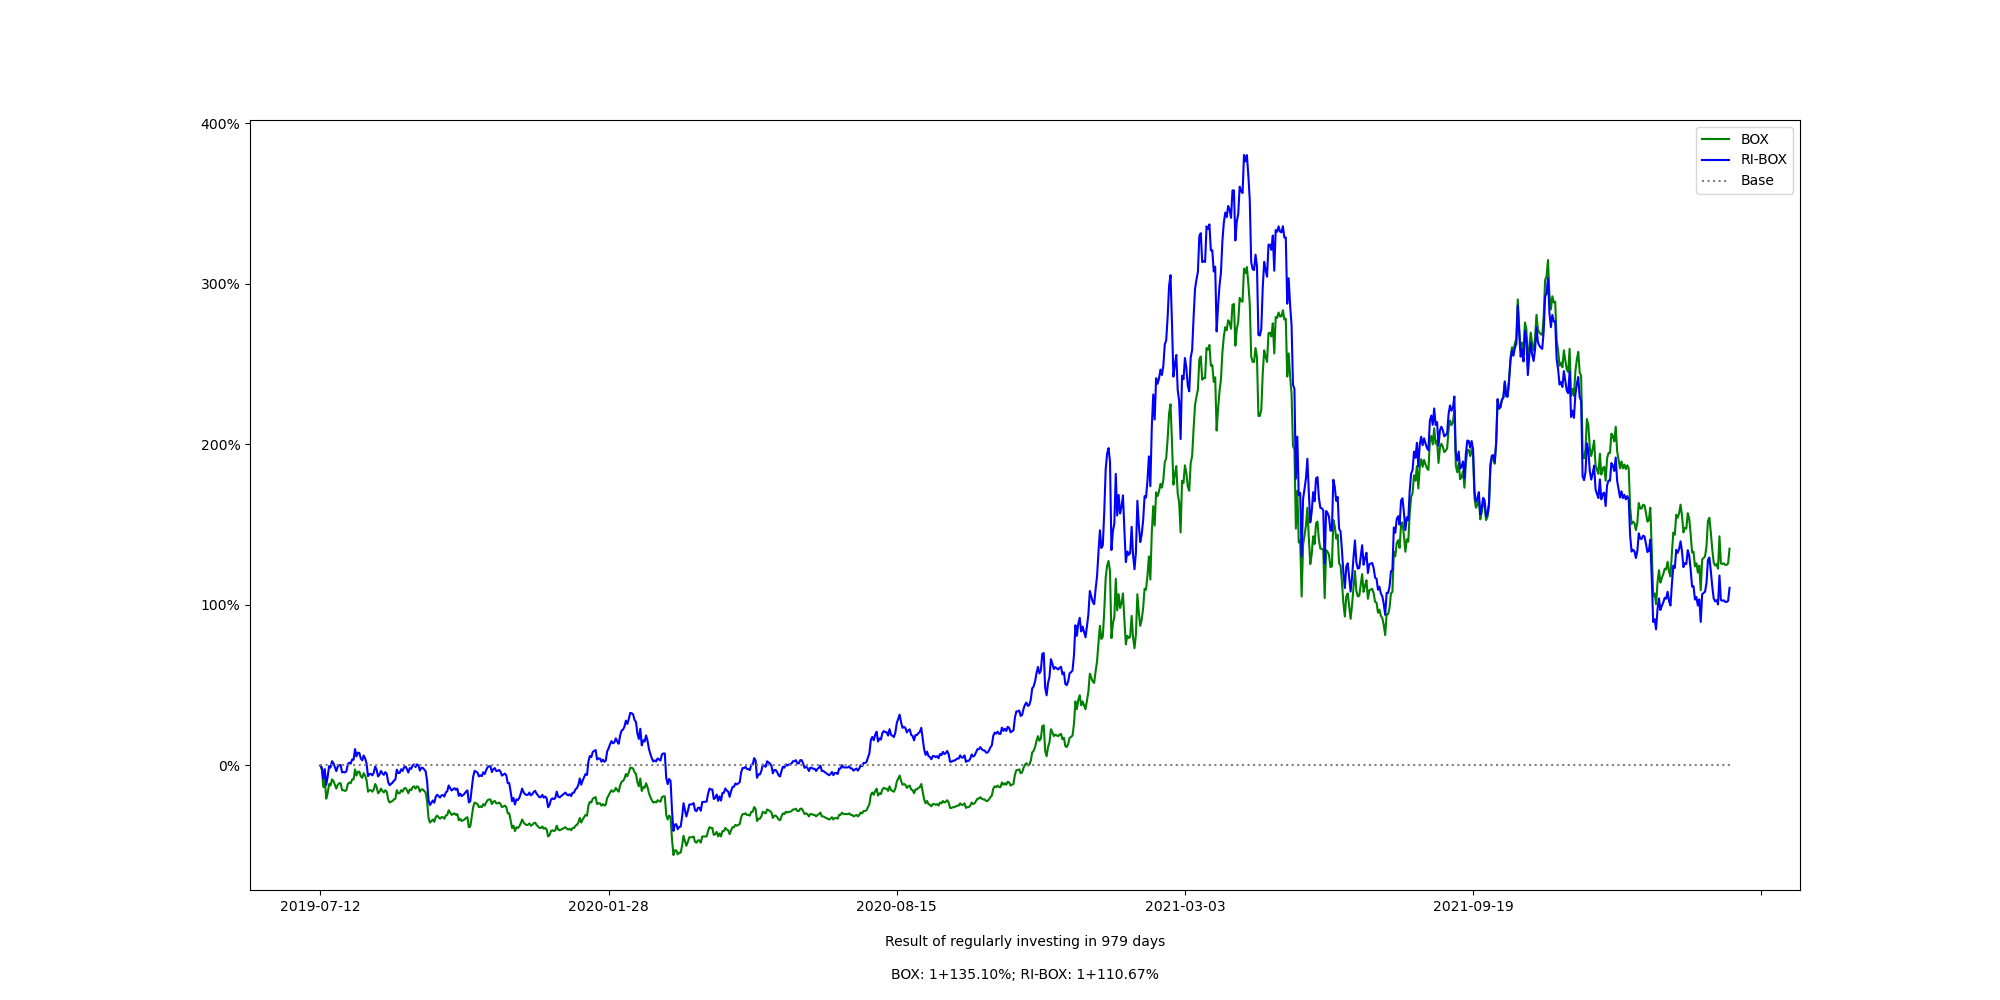 400%
300%
200%
100%
0%
BOX
RI-BOX
Base
2019-07-12 2020-01-28 2020-08-15 2021-03-03 2021-09-19
Result of regularly investing in 979 days
BOX: 1+135.10%; RI-BOX: 1+110.67%